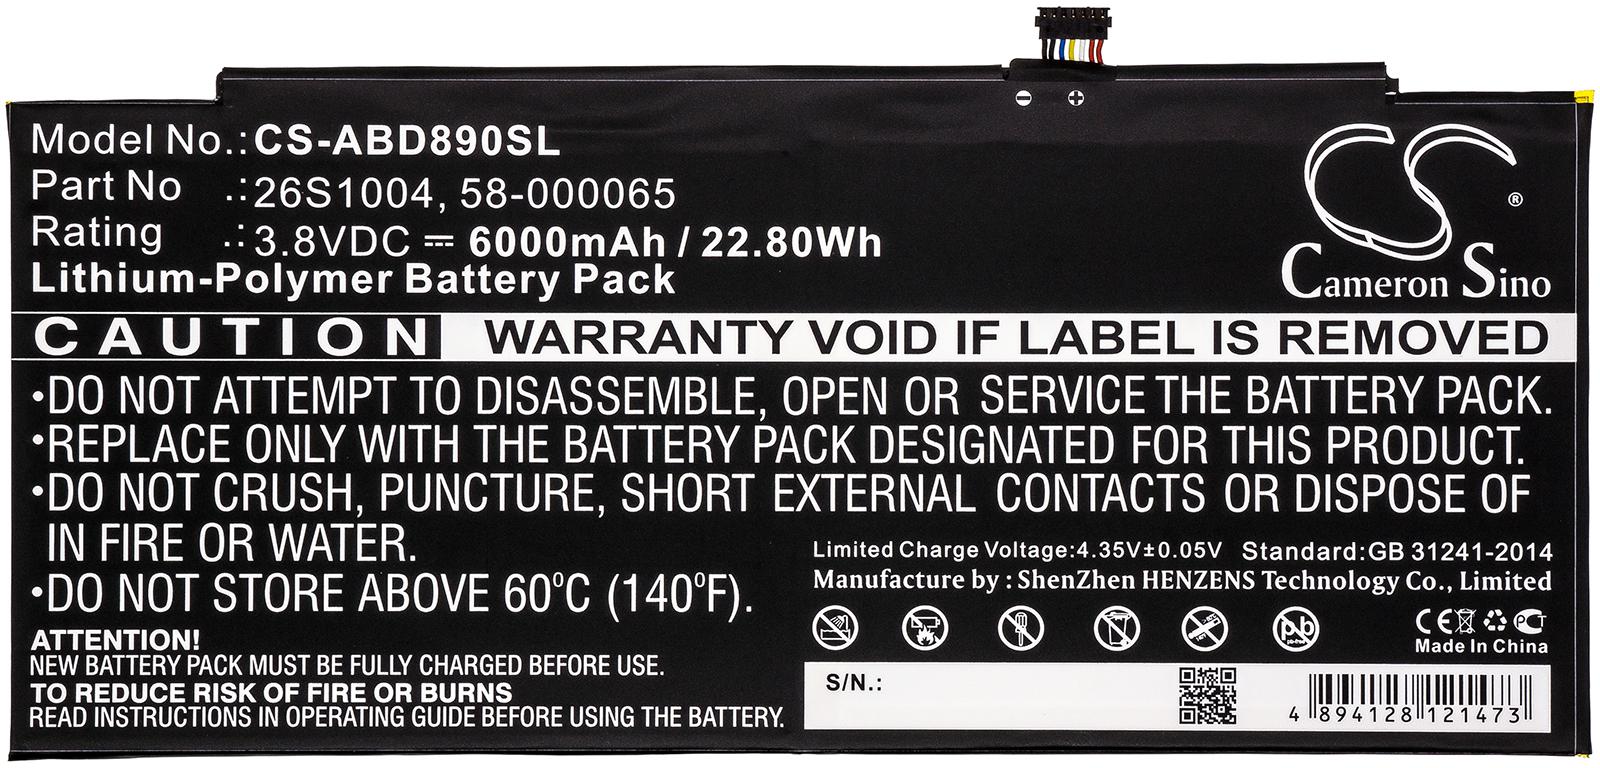 Model No.: CS-ABD890SL
Part No .: 26S1004, 58-000065
Rating .: 3.8VDC ⎓ 6000mAh / 22.80Wh
Lithium-Polymer Battery Pack
CS
®
Cameron Sino
CAUTION WARRANTY VOID IF LABEL IS REMOVED
•DO NOT ATTEMPT TO DISASSEMBLE, OPEN OR SERVICE THE BATTERY PACK.
•REPLACE ONLY WITH THE BATTERY PACK DESIGNATED FOR THIS PRODUCT.
•DO NOT CRUSH, PUNCTURE, SHORT EXTERNAL CONTACTS OR DISPOSE OF
IN FIRE OR WATER.
•DO NOT STORE ABOVE 60⁰C (140⁰F).
ATTENTION!
NEW BATTERY PACK MUST BE FULLY CHARGED BEFORE USE.
TO REDUCE RISK OF FIRE OR BURNS
READ INSTRUCTIONS IN OPERATING GUIDE BEFORE USING THE BATTERY.
Limited Charge Voltage:4.35V±0.05V Standard:GB 31241-2014
Manufacture by : ShenZhen HENZENS Technology Co., Limited
Pb
CE PCT
Made In China
S/N.:
4 894128 121473